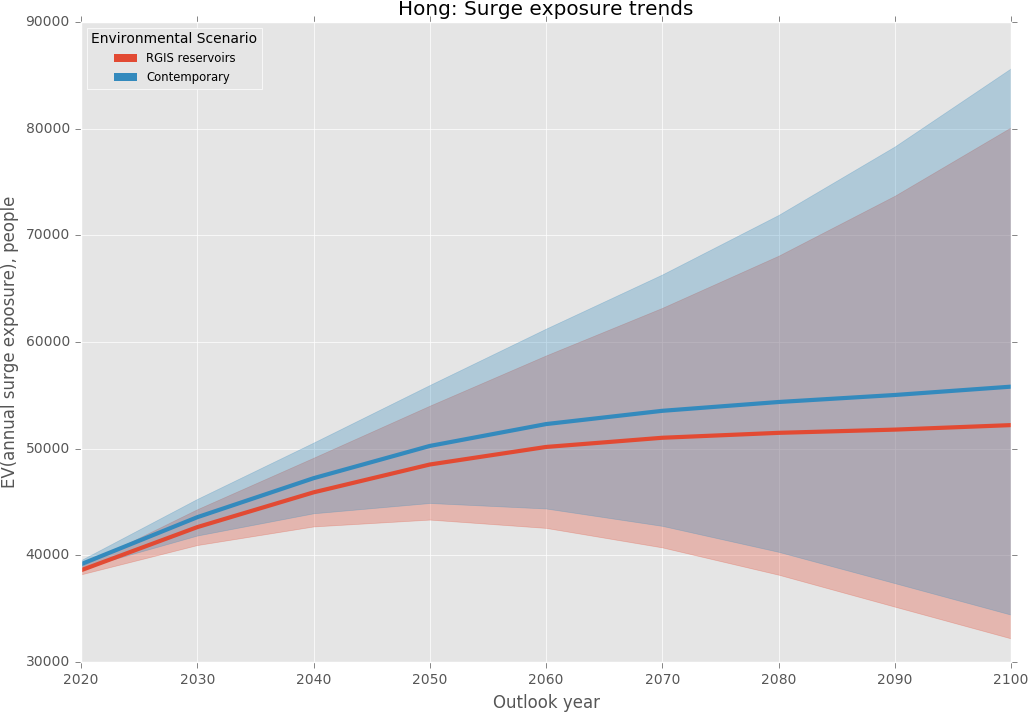 Hong: Surge exposure trends
90000
80000
70000
60000
50000
40000
30000
EV(annual surge exposure), people
Environmental Scenario
RGIS reservoirs
Contemporary
2020 2030 2040 2050 2060 2070 2080 2090 2100
Outlook year